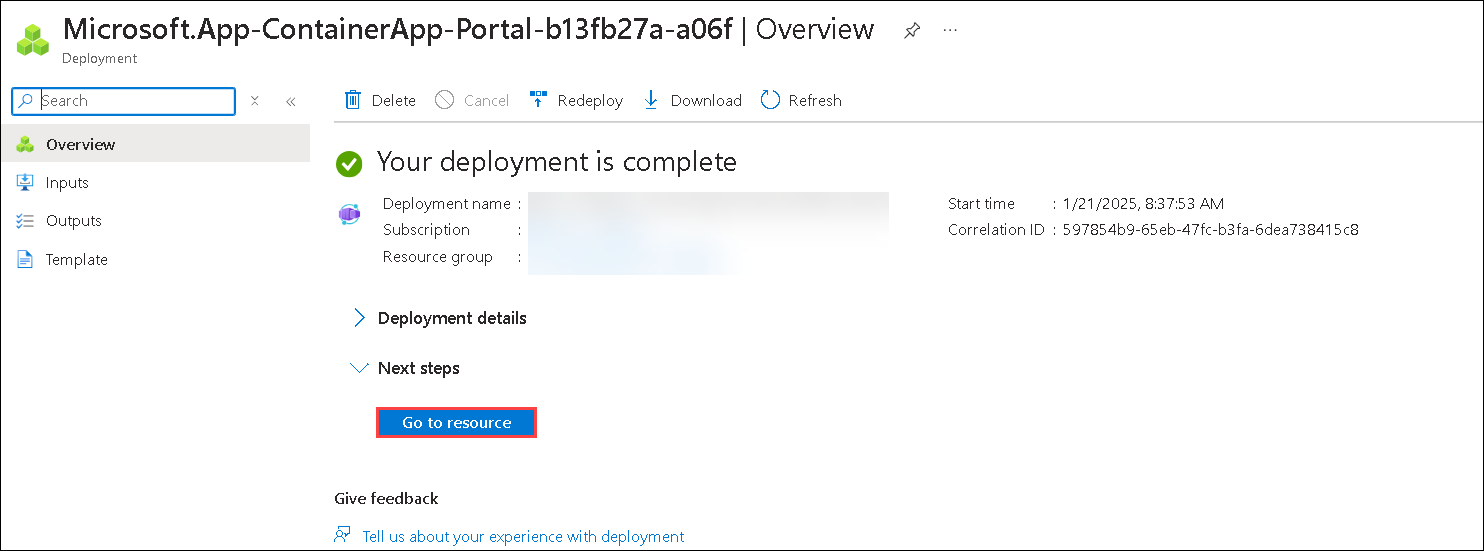 Microsoft.App-ContainerApp-Portal-b13fb27a-a06f | Overview
Deployment
Search
Delete Cancel Redeploy Download Refresh
Overview
Inputs
Outputs
Template
Your deployment is complete
Deployment name :
Subscription :
Resource group :
Start time : 1/21/2025, 8:37:53 AM
Correlation ID : 597854b9-65eb-47fc-b3fa-6dea738415c8
Deployment details
Next steps
Go to resource
Give feedback
Tell us about your experience with deployment